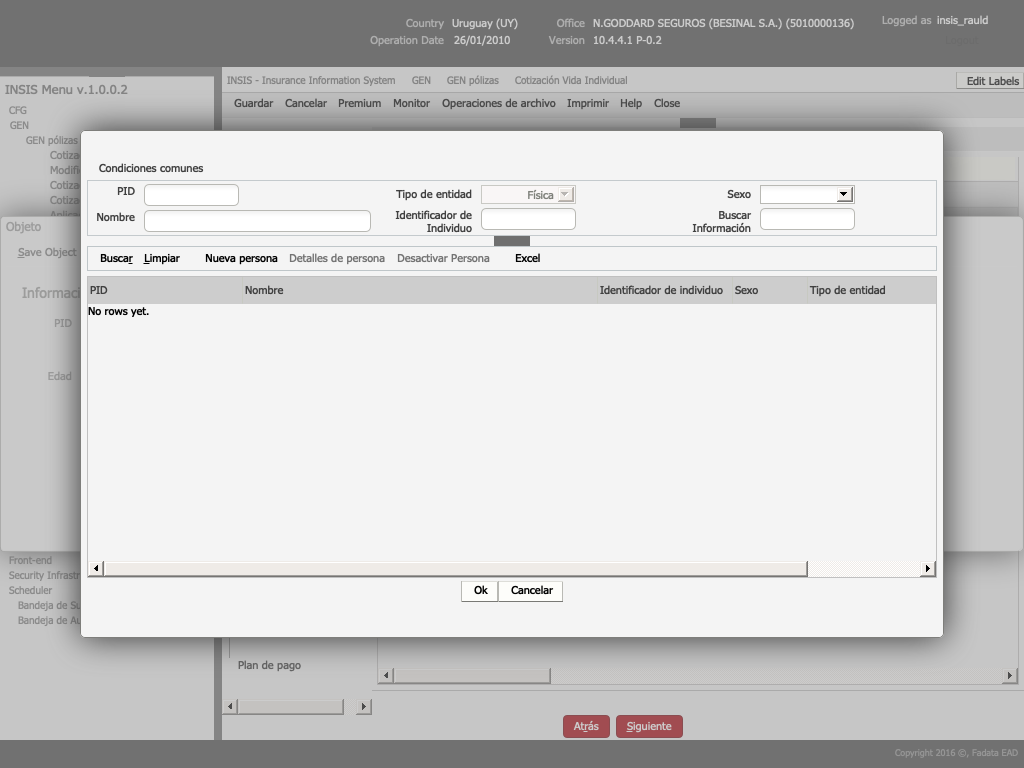 Country Uruguay (UY) Office N.GODDARD SEGUROS (BESINAL S.A.) (5010000136) Logged as insis_rauld
Operation Date 26/01/2010 Version 10.4.4.1 P-0.2
INSIS Menu v.1.0.0.2
CFG
GEN
GEN pólizas
Cotiza
Modifi
Cotiza
Cotiza
INSIS - Insurance Information System GEN GEN pólizas Cotización Vida Individual Edit Labels
Guardar Cancelar Premium Monitor Operaciones de archivo Imprimir Help Close
Objeto
Save Object
Informaci
PID
Edad
Condiciones comunes
PID Tipo de entidad Física Sexo
Nombre Identificador de Individuo Buscar Información
Buscar Limpiar Nueva persona Detalles de persona Desactivar Persona Excel
PID Nombre Identificador de individuo Sexo Tipo de entidad
No rows yet.
Ok Cancelar
Front-end
Security Infrastr
Scheduler
Bandeja de Su
Bandeja de Au
Plan de pago
Atrás Siguiente
Copyright 2016 ©, Fadata EAD